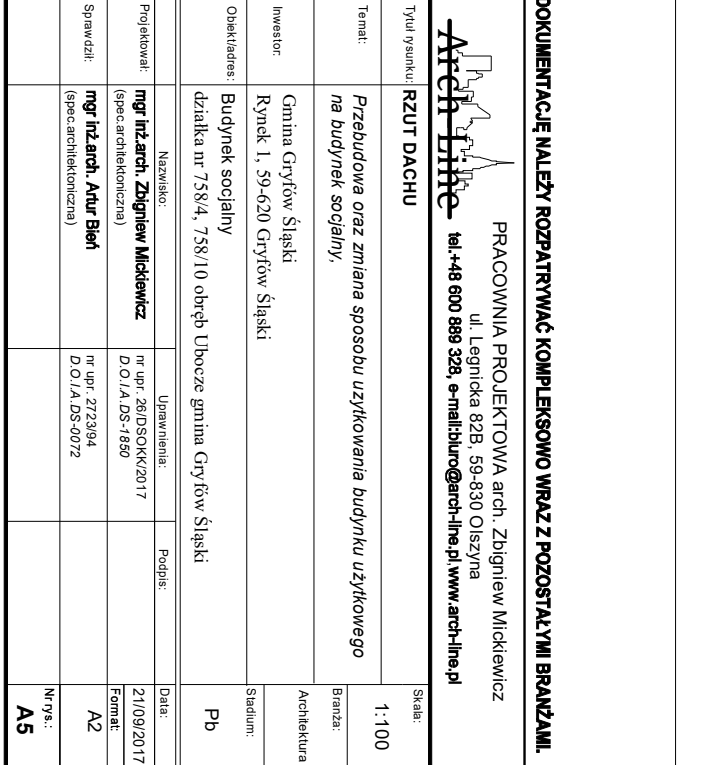 DOKUMENTACJĘ NALEŻY ROZPATRYWAĆ KOMPLEKSOWO WRAZ Z POZOSTAŁYMI BRANŻAMI.
Arch-Line
PRACOWNIA PROJEKTOWA arch. Zbigniew Mickiewicz
ul. Legnicka 82B, 59-830 Olszyna
tel.+48 600 889 328, e-mail:biuro@arch-line.pl,www.arch-line.pl
Tytuł rysunku: RZUT DACHU
Skala:
1:100
Temat:
Przebudowa oraz zmiana sposobu uzytkowania budynku użytkowego
na budynek socjalny,
Branża:
Architektura
Inwestor:
Gmina Gryfów Śląski
Rynek 1, 59-620 Gryfów Śląski
Stadium:
Pb
Obiekt/adres: Budynek socjalny
działka nr 758/4, 758/10 obręb Ubocze gmina Gryfów Śląski
Nazwisko: Uprawnienia: Podpis: Data:
21/09/2017
Projektował: mgr inż.arch. Zbigniew Mickiewicz nr upr. 26/DSOKK/2017
(spec.architektoniczna) D.O.I.A.DS-1850
Format:
A2
Sprawdził: mgr inż.arch. Artur Bień nr upr. 2723/94
(spec.architektoniczna) D.O.I.A.DS-0072
Nr rys.:
A5